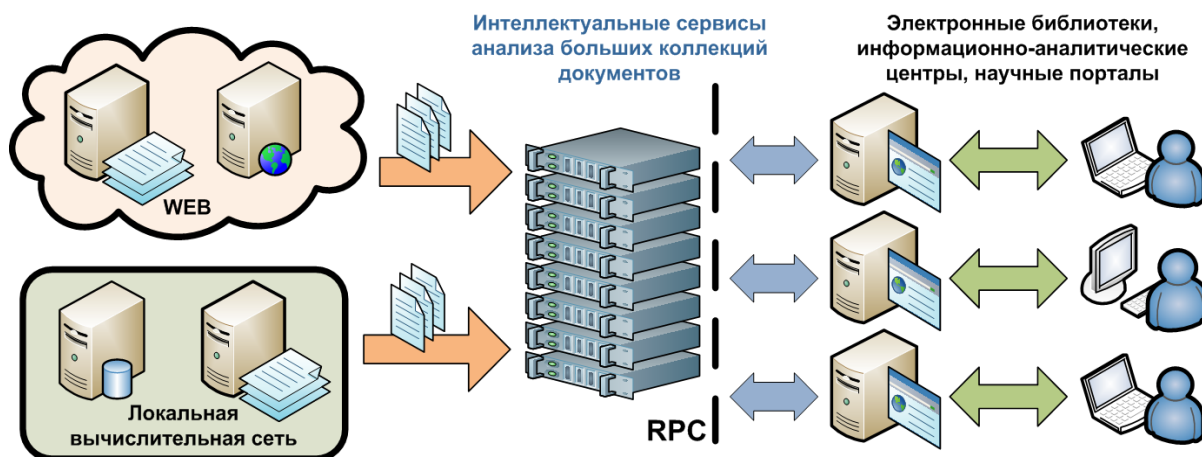 Интеллектуальные сервисы
анализа больших коллекций
документов
Электронные библиотеки,
информационно-аналитические
центры, научные порталы
WEB
Локальная
вычислительная сеть
RPC